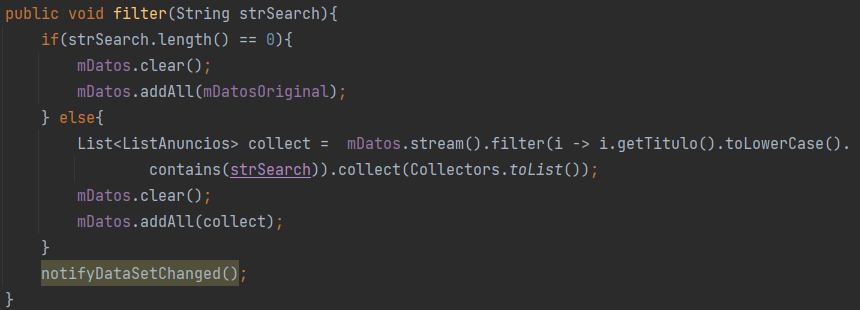 public void filter(String strSearch){
    if(strSearch.length() == 0){
        mDatos.clear();
        mDatos.addAll(mDatosOriginal);
    } else{
        List<ListAnuncios> collect =  mDatos.stream().filter(i -> i.getTitulo().toLowerCase().
                contains(strSearch)).collect(Collectors.toList());
        mDatos.clear();
        mDatos.addAll(collect);
    }
    notifyDataSetChanged();
}